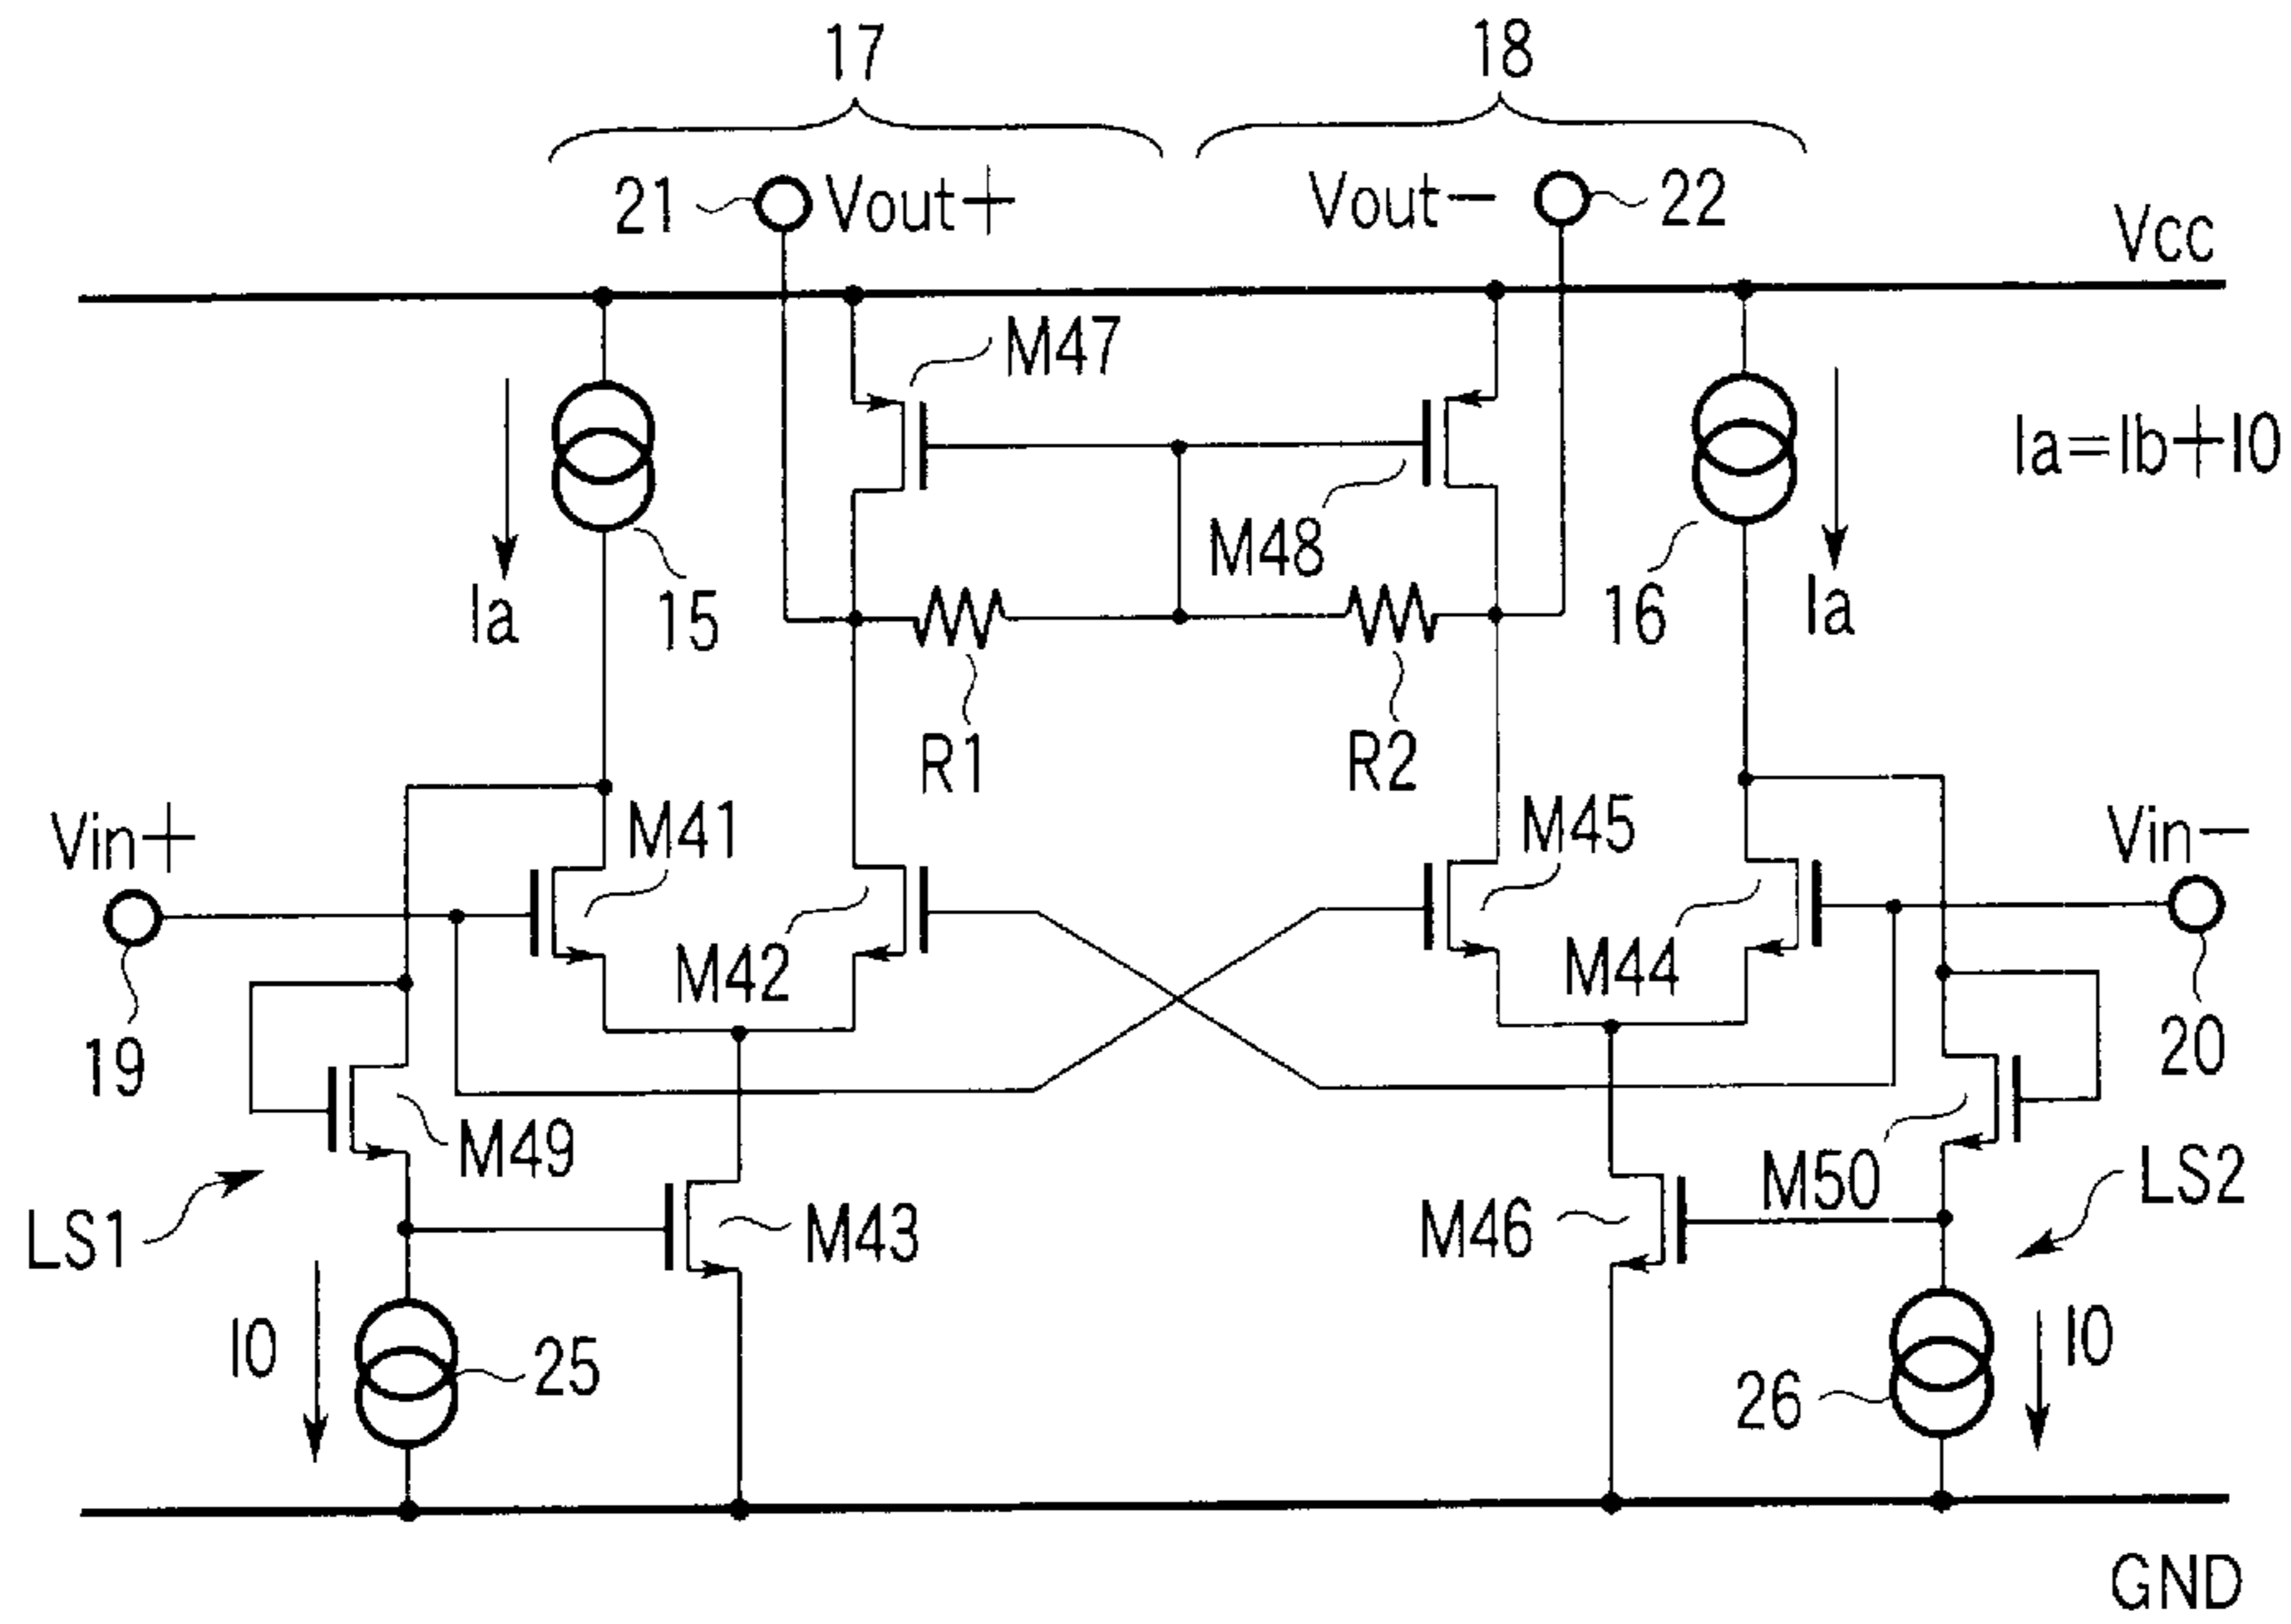 17
18
21
Vout+
Vout−
22
Vcc
M47
Ia=Ib+I0
M48
Ia
15
16
Ia
R1
R2
Vin+
M41
M45
Vin−
M42
M44
19
20
M49
M50
LS1
M43
M46
LS2
I0
25
26
I0
GND